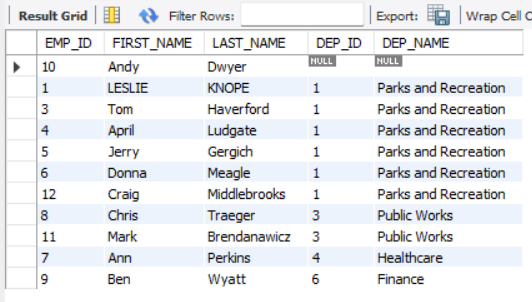 Result Grid Filter Rows: Export: Wrap Cell C
EMP_ID FIRST_NAME LAST_NAME DEP_ID DEP_NAME
10 Andy Dwyer NULL NULL
1 LESLIE KNOPE 1 Parks and Recreation
3 Tom Haverford 1 Parks and Recreation
4 April Ludgate 1 Parks and Recreation
5 Jerry Gergich 1 Parks and Recreation
6 Donna Meagle 1 Parks and Recreation
12 Craig Middlebrooks 1 Parks and Recreation
8 Chris Traeger 3 Public Works
11 Mark Brendanawicz 3 Public Works
7 Ann Perkins 4 Healthcare
9 Ben Wyatt 6 Finance